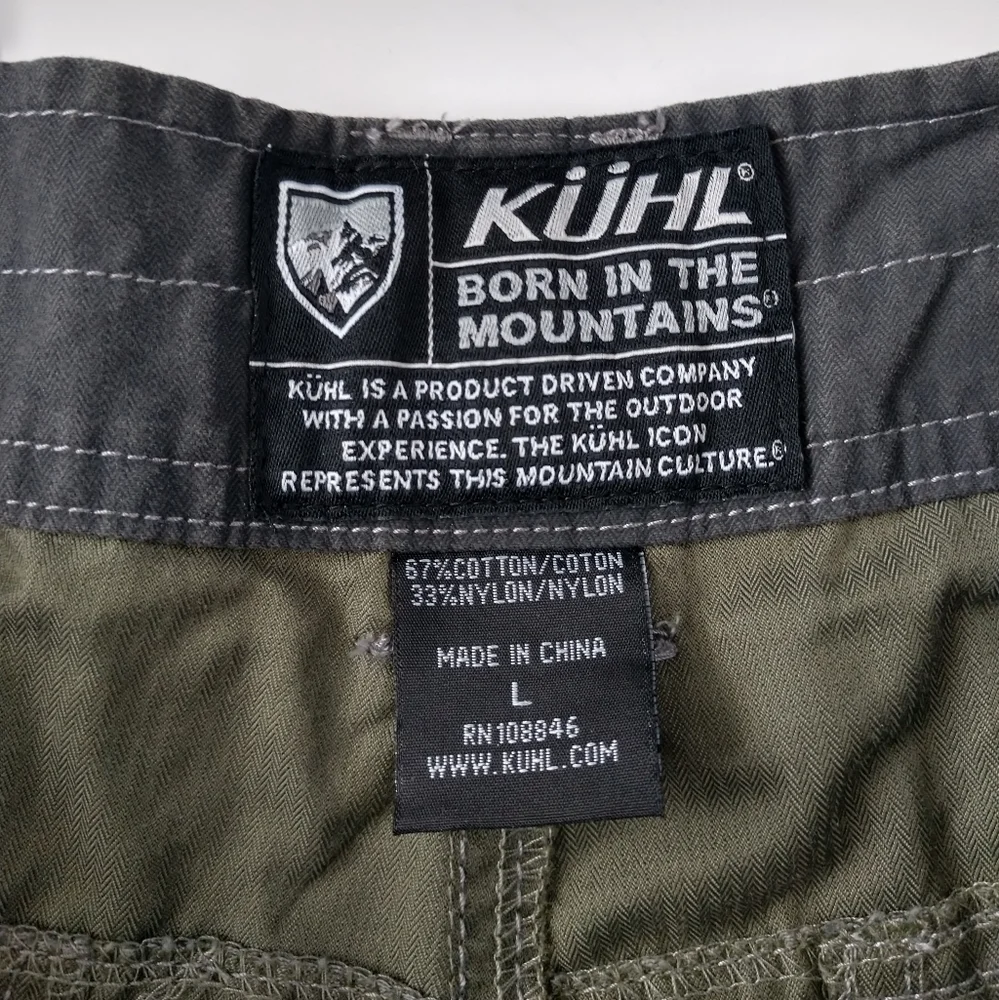 KÜHL®
BORN IN THE
MOUNTAINS®
KÜHL IS A PRODUCT DRIVEN COMPANY
WITH A PASSION FOR THE OUTDOOR
EXPERIENCE. THE KÜHL ICON
REPRESENTS THIS MOUNTAIN CULTURE.®
67%COTTON/COTON
33%NYLON/NYLON
MADE IN CHINA
L
RN108846
WWW.KUHL.COM